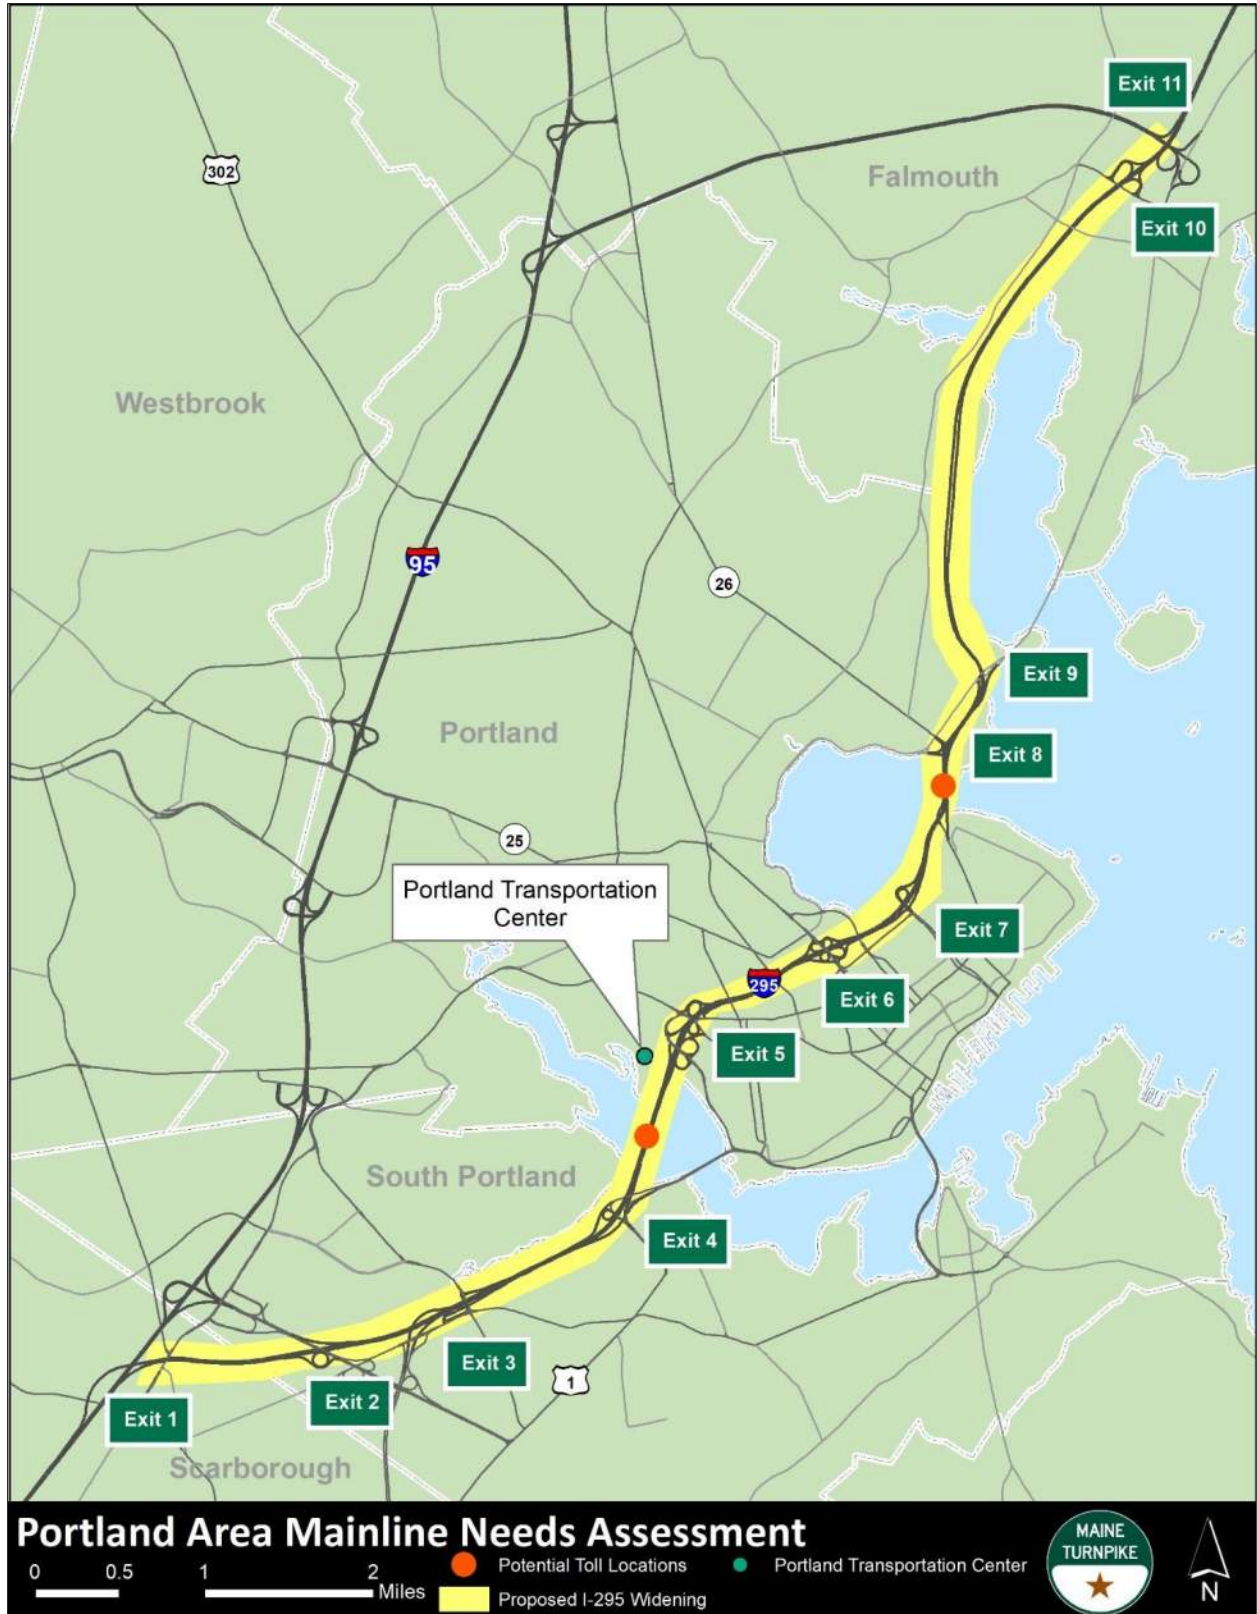 Exit 11
302
Falmouth
Exit 10
Westbrook
95
26
Exit 9
Portland
Exit 8
25
Portland Transportation
Center
Exit 7
295
Exit 6
Exit 5
South Portland
Exit 4
Exit 3
1
Exit 2
Exit 1
Scarborough
Portland Area Mainline Needs Assessment
0 0.5 1 2
Miles
Potential Toll Locations
Portland Transportation Center
Proposed I-295 Widening
MAINE
TURNPIKE
N